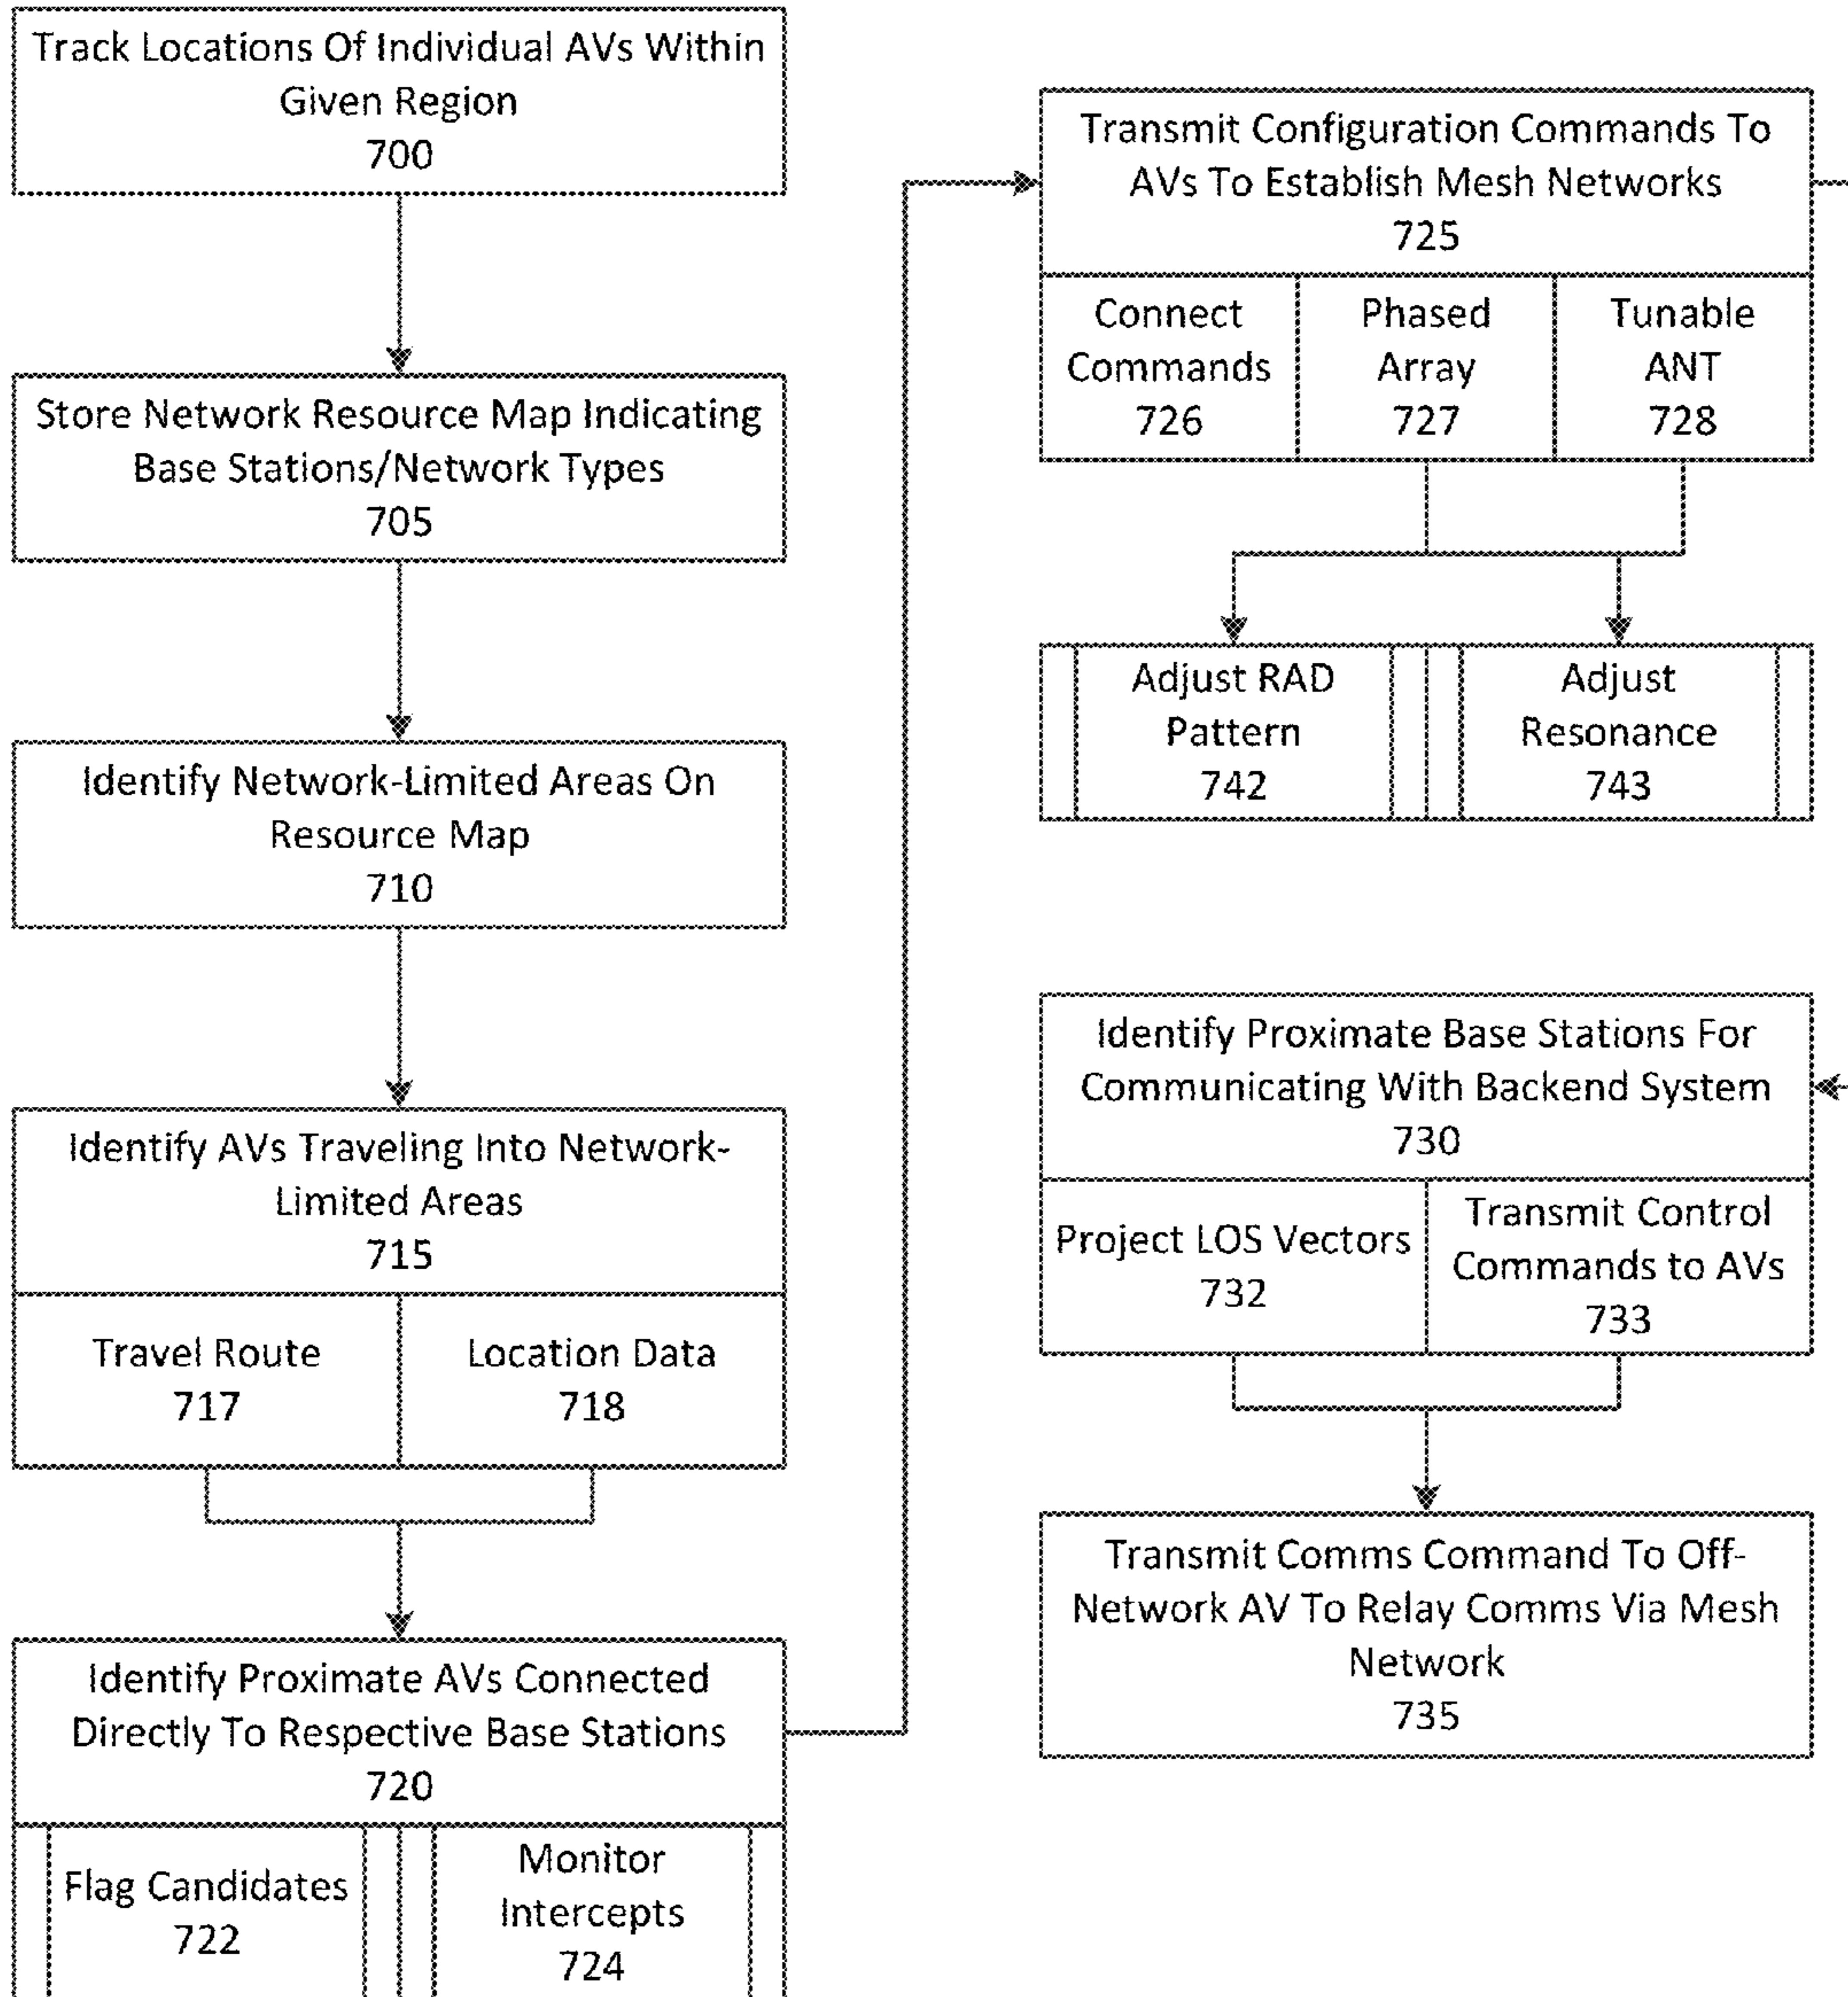 Track Locations Of Individual AVs Within
Given Region
700
Store Network Resource Map Indicating
Base Stations/Network Types
705
Identify Network-Limited Areas On
Resource Map
710
Identify AVs Traveling Into Network-
Limited Areas
715
Travel Route
717
Location Data
718
Identify Proximate AVs Connected
Directly To Respective Base Stations
720
Flag Candidates
722
Monitor
Intercepts
724
Transmit Configuration Commands To
AVs To Establish Mesh Networks
725
Connect
Commands
726
Phased
Array
727
Tunable
ANT
728
Adjust RAD
Pattern
742
Adjust
Resonance
743
Identify Proximate Base Stations For
Communicating With Backend System
730
Project LOS Vectors
732
Transmit Control
Commands to AVs
733
Transmit Comms Command To Off-
Network AV To Relay Comms Via Mesh
Network
735